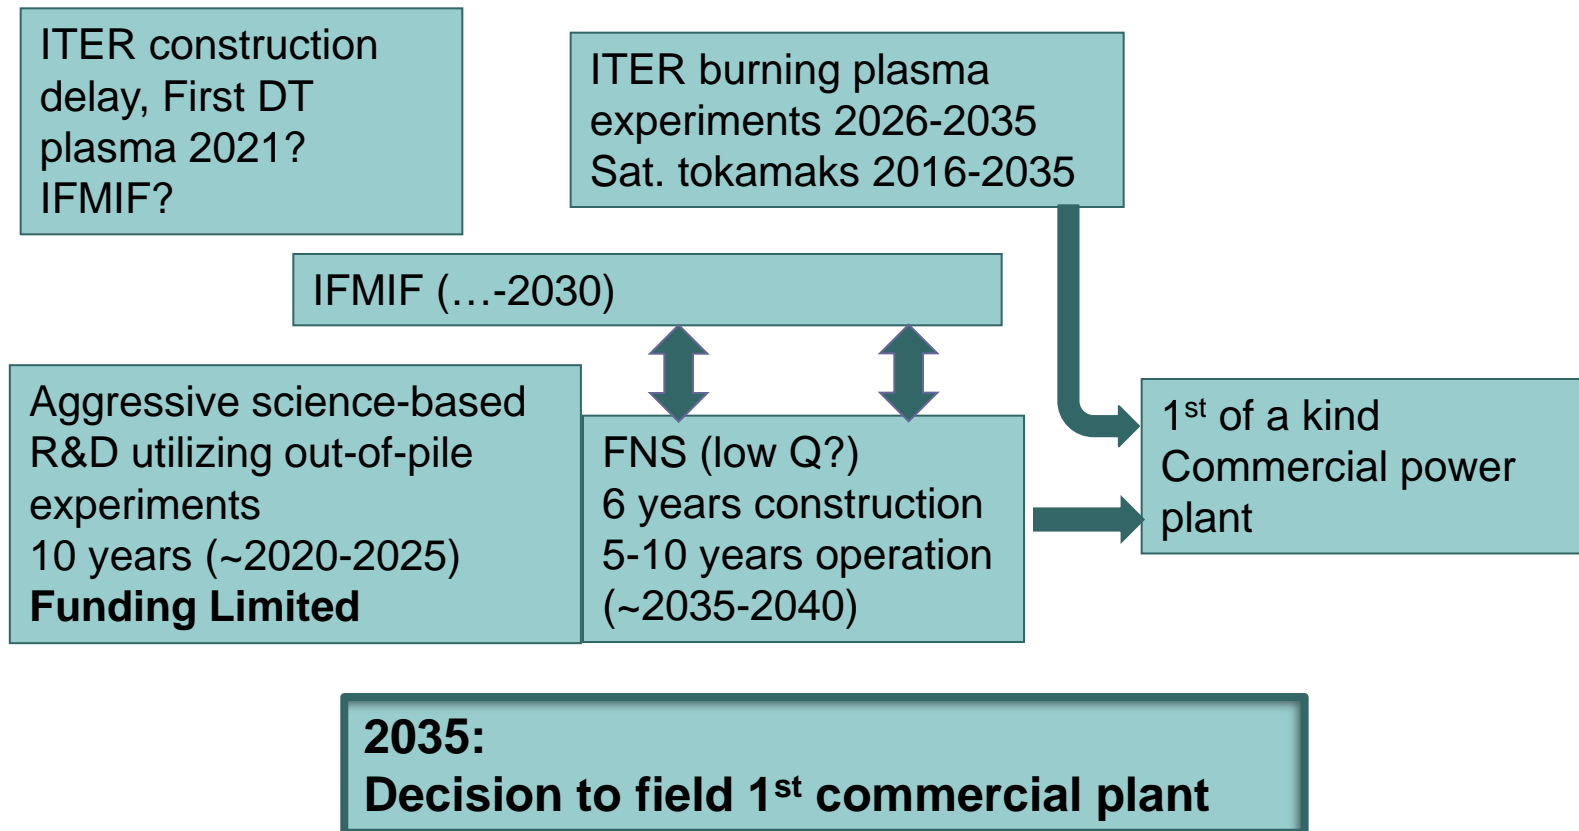 ITER construction
delay, First DT
plasma 2021?
IFMIF?
ITER burning plasma
experiments 2026-2035
Sat. tokamaks 2016-2035
IFMIF (…-2030)
Aggressive science-based
R&D utilizing out-of-pile
experiments
10 years (~2020-2025)
Funding Limited
FNS (low Q?)
6 years construction
5-10 years operation
(~2035-2040)
1st of a kind
Commercial power
plant
2035:
Decision to field 1st commercial plant